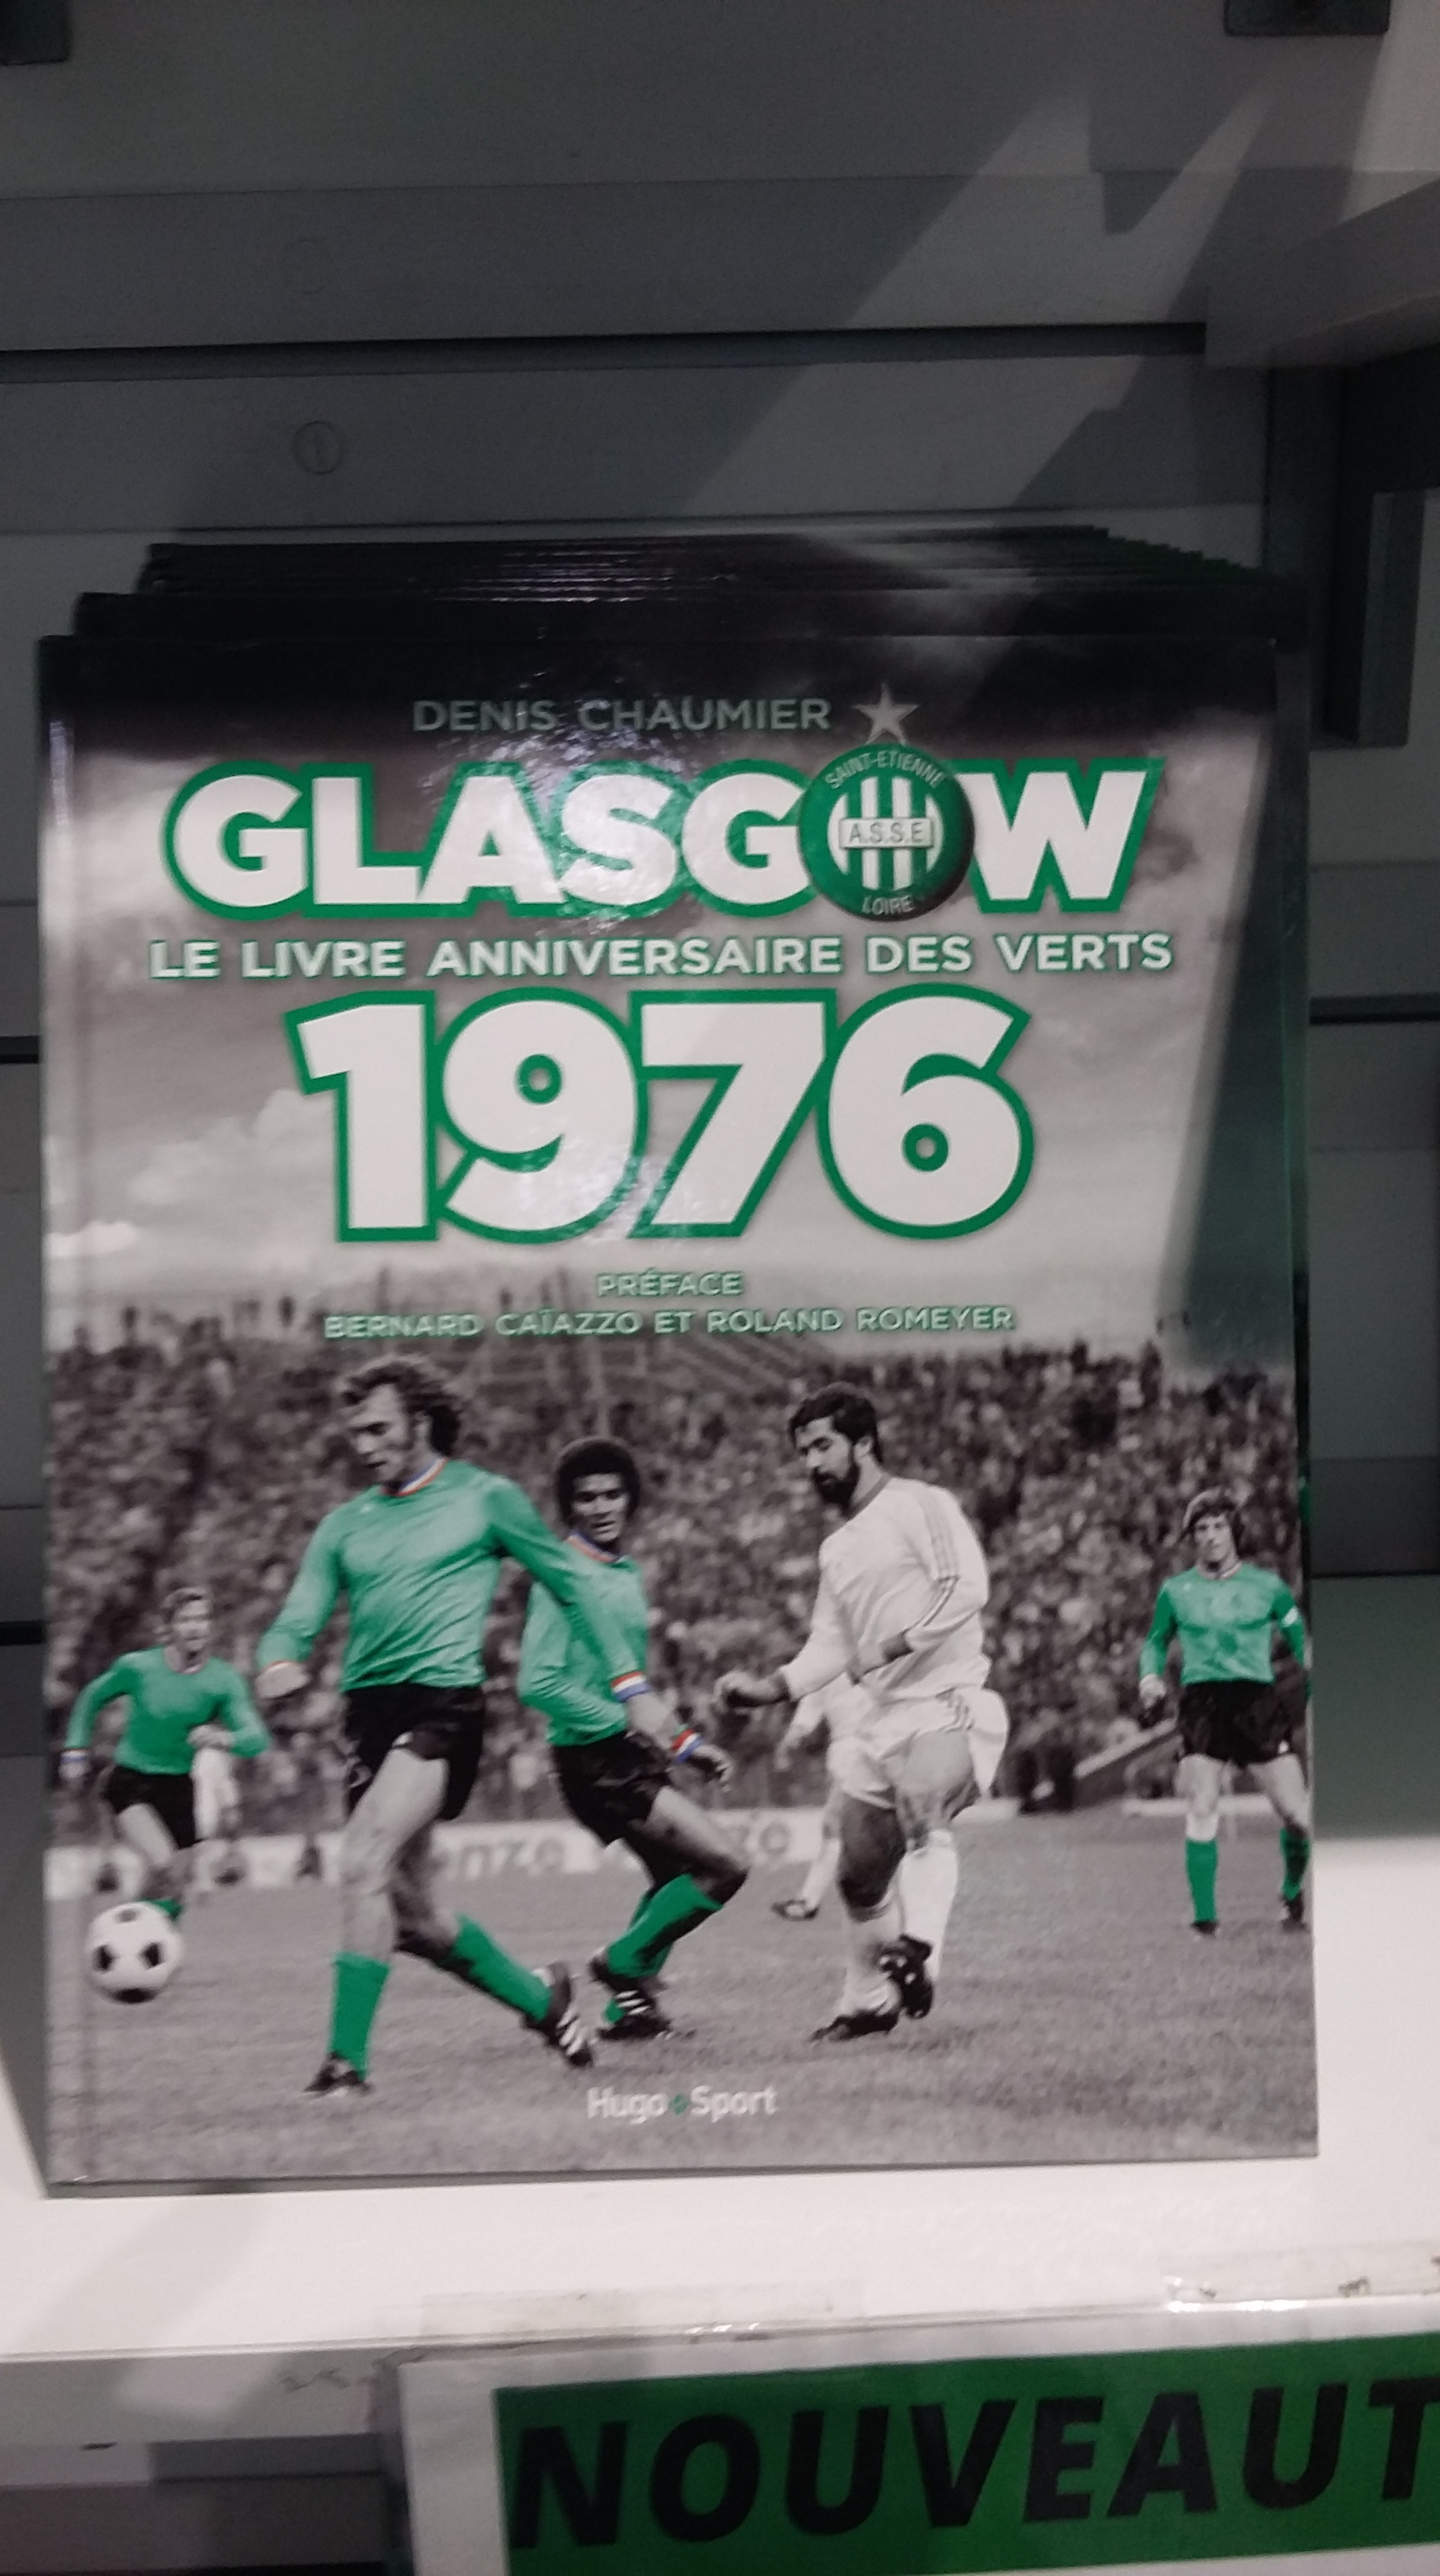 DENIS CHAUMIER
GLASGOW
SAINT-ETIENNE
A.S.S.E
LOIRE
LE LIVRE ANNIVERSAIRE DES VERTS
1976
PRÉFACE
BERNARD CAÏAZZO ET ROLAND ROMEYER
Hugo Sport
NOUVEAUT